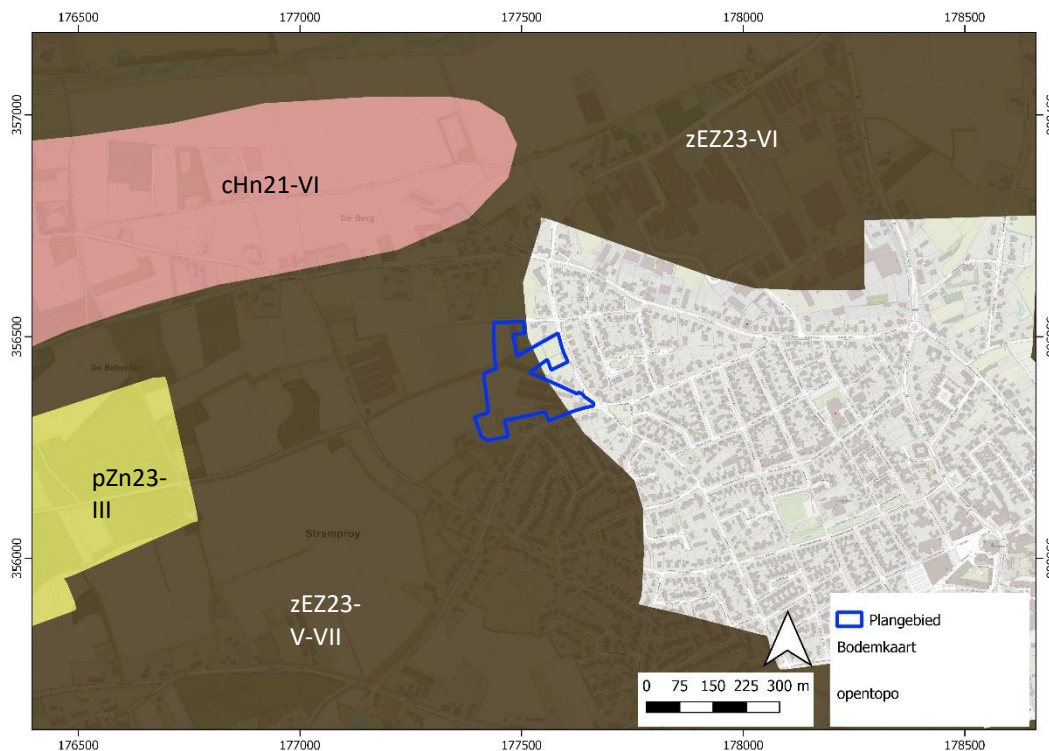 176500 177000 177500 178000 178500
357000
zEZ23-VI
cHn21-VI
De Berg
356500
De Boberden
pZn23-
III
Stramproy
356000
zEZ23-
V-VII
Plangebied
Bodemkaart
0 75 150 225 300 m
opentopo
176500 177000 177500 178000 178500